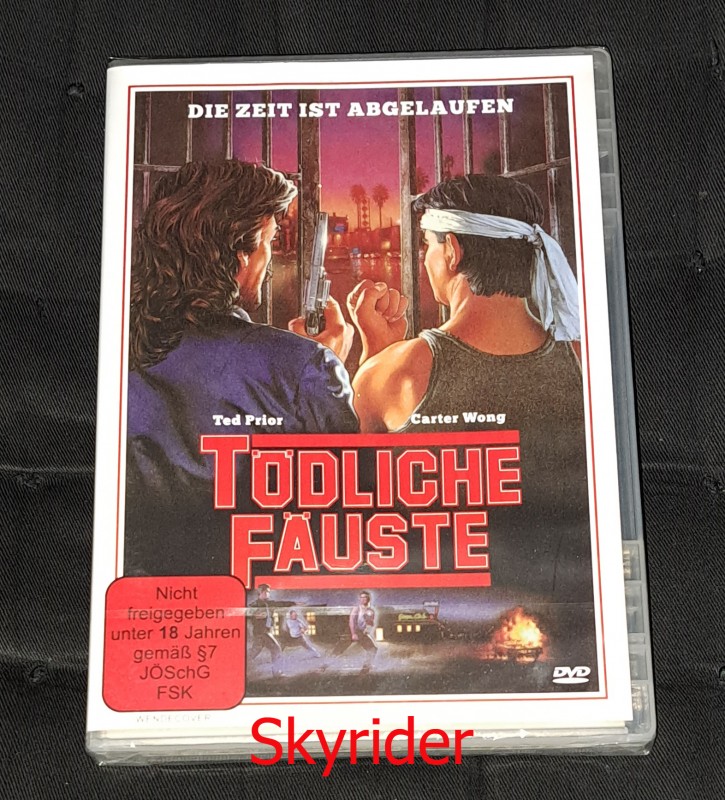 DIE ZEIT IST ABGELAUFEN
Ted Prior
Carter Wong
TÖDLICHE
FÄUSTE
Nicht
freigegeben
unter 18 Jahren
gemäß §7
JÖSchG
FSK
DVD
WENDECOVER
Skyrider